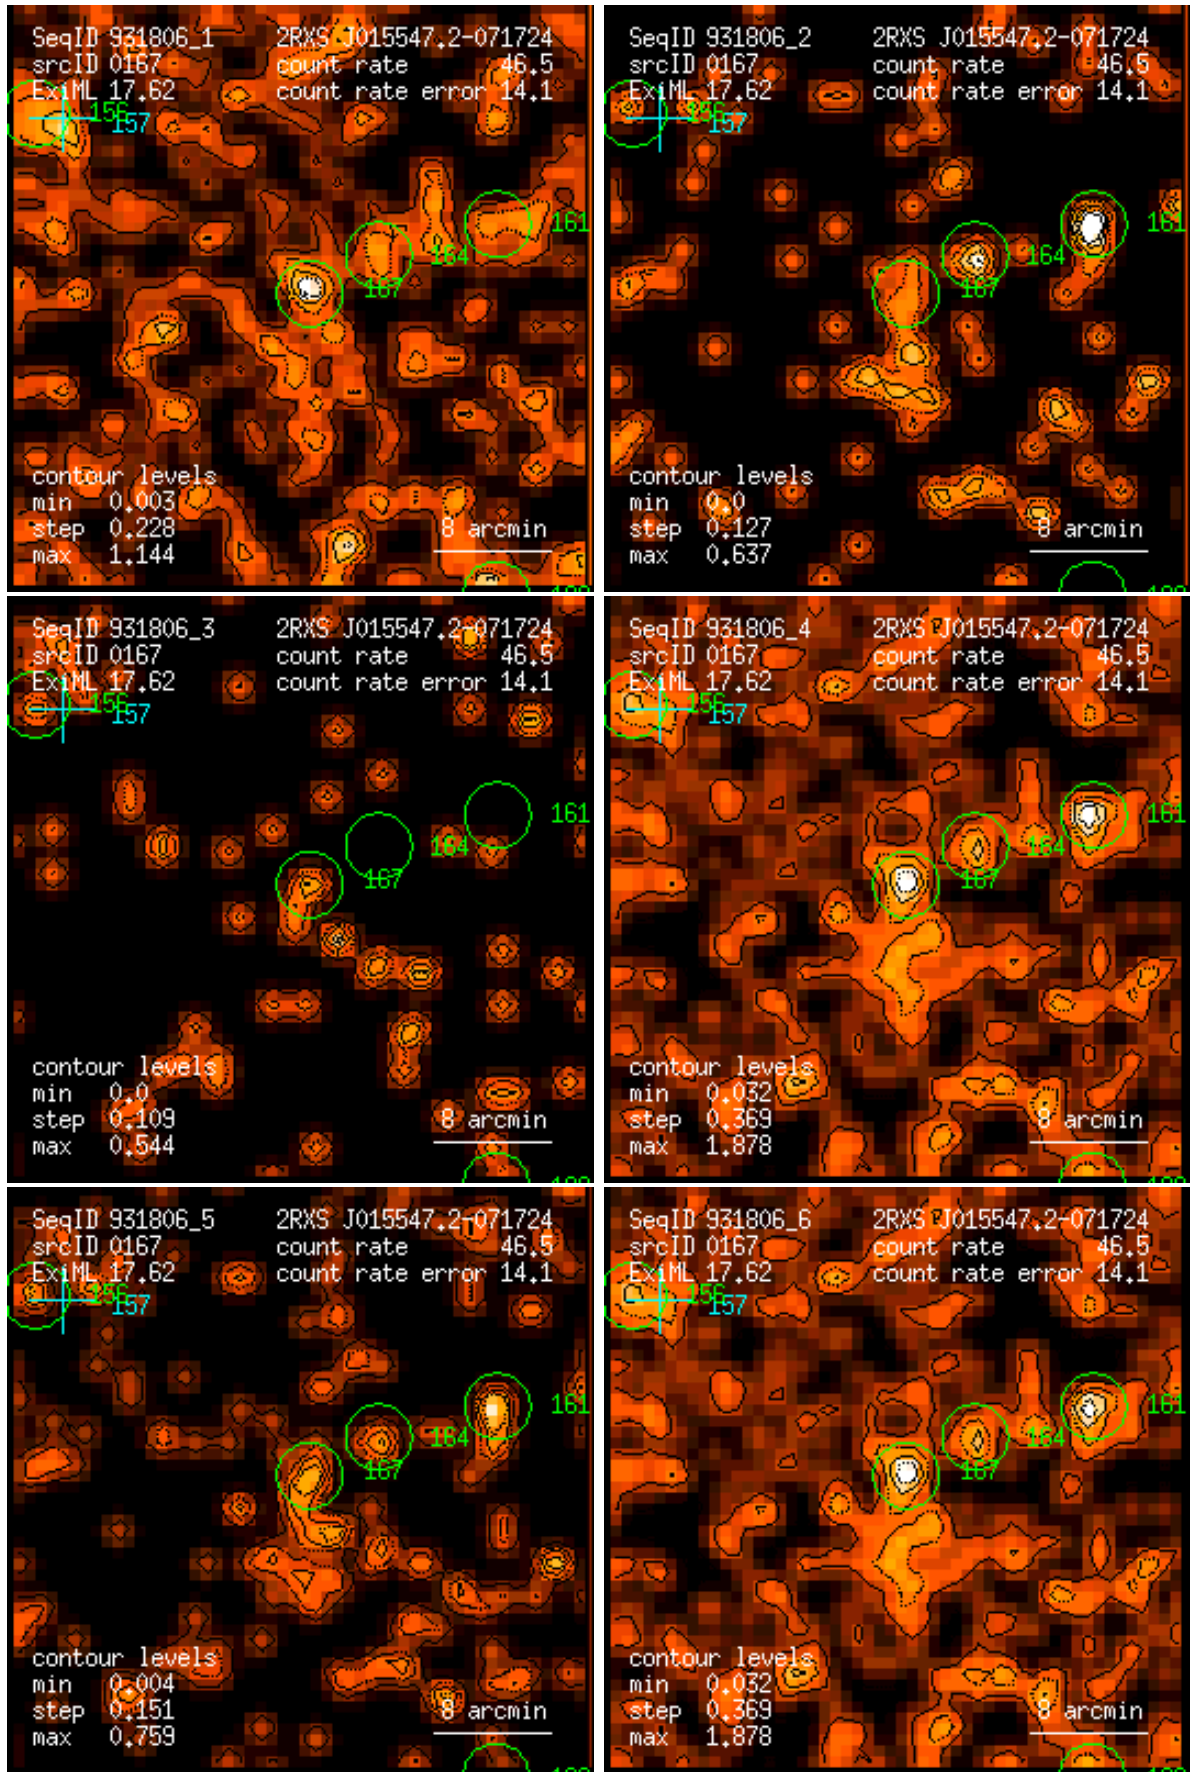 SeqID 931806_1 2RXS J015547.2-071724
srcID 0167 count rate 46.5
ExiML 17.62 count rate error 14.1
156
157
161
164
167
contour levels
min 0.003
step 0.228
max 1.144
8 arcmin
SeqID 931806_2 2RXS J015547.2-071724
srcID 0167 count rate 46.5
ExiML 17.62 count rate error 14.1
156
157
161
164
167
contour levels
min 0.0
step 0.127
max 0.637
8 arcmin
SeqID 931806_3 2RXS J015547.2-071724
srcID 0167 count rate 46.5
ExiML 17.62 count rate error 14.1
156
157
161
164
167
contour levels
min 0.0
step 0.109
max 0.544
8 arcmin
SeqID 931806_4 2RXS J015547.2-071724
srcID 0167 count rate 46.5
ExiML 17.62 count rate error 14.1
156
157
161
164
167
contour levels
min 0.032
step 0.369
max 1.878
8 arcmin
SeqID 931806_5 2RXS J015547.2-071724
srcID 0167 count rate 46.5
ExiML 17.62 count rate error 14.1
156
157
161
164
167
contour levels
min 0.004
step 0.151
max 0.759
8 arcmin
SeqID 931806_6 2RXS J015547.2-071724
srcID 0167 count rate 46.5
ExiML 17.62 count rate error 14.1
156
157
161
164
167
contour levels
min 0.032
step 0.369
max 1.878
8 arcmin